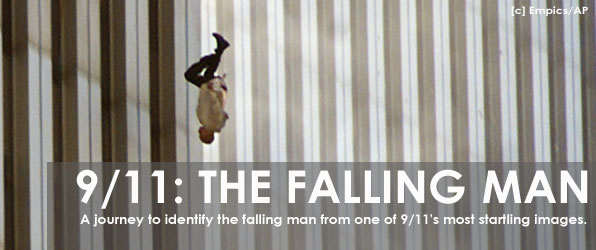 [c] Empics/AP
9/11: THE FALLING MAN
A journey to identify the falling man from one of 9/11's most startling images.